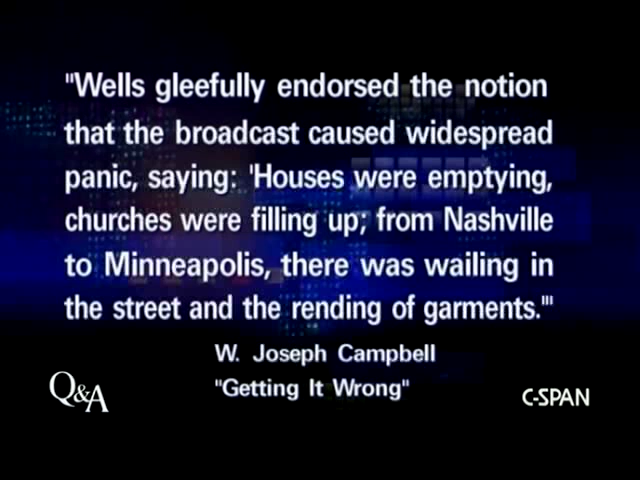 "Wells gleefully endorsed the notion
that the broadcast caused widespread
panic, saying: 'Houses were emptying,
churches were filling up; from Nashville
to Minneapolis, there was wailing in
the street and the rending of garments.'"
W. Joseph Campbell
"Getting It Wrong"
Q&A
C-SPAN